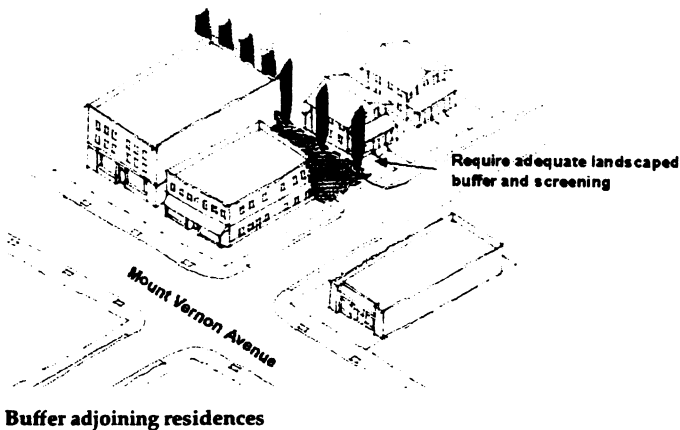 Require adequate landscaped
buffer and screening
Mount Vernon Avenue
Buffer adjoining residences